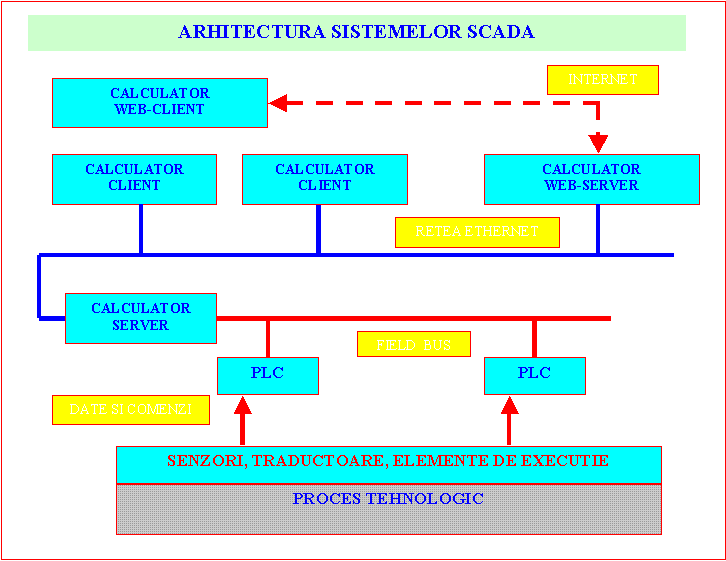 ARHITECTURA SISTEMELOR SCADA
INTERNET
CALCULATOR
WEB-CLIENT
CALCULATOR
CLIENT
CALCULATOR
CLIENT
CALCULATOR
WEB-SERVER
RETEA ETHERNET
CALCULATOR
SERVER
FIELD BUS
PLC
PLC
DATE SI COMENZI
SENZORI, TRADUCTOARE, ELEMENTE DE EXECUTIE
PROCES TEHNOLOGIC